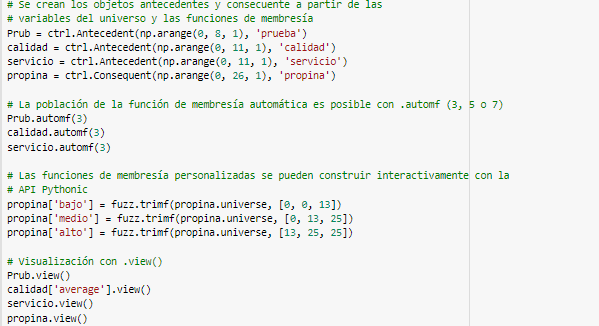 # Se crean los objetos antecedentes y consecuente a partir de las
# variables del universo y las funciones de membresía
Prub = ctrl.Antecedent(np.arange(0, 8, 1), 'prueba')
calidad = ctrl.Antecedent(np.arange(0, 11, 1), 'calidad')
servicio = ctrl.Antecedent(np.arange(0, 11, 1), 'servicio')
propina = ctrl.Consequent(np.arange(0, 26, 1), 'propina')
# La población de la función de membresía automática es posible con .automf (3, 5 o 7)
Prub.automf(3)
calidad.automf(3)
servicio.automf(3)
# Las funciones de membresía personalizadas se pueden construir interactivamente con la
# API Pythonic
propina['bajo'] = fuzz.trimf(propina.universe, [0, 0, 13])
propina['medio'] = fuzz.trimf(propina.universe, [0, 13, 25])
propina['alto'] = fuzz.trimf(propina.universe, [13, 25, 25])
# Visualización con .view()
Prub.view()
calidad['average'].view()
servicio.view()
propina.view()